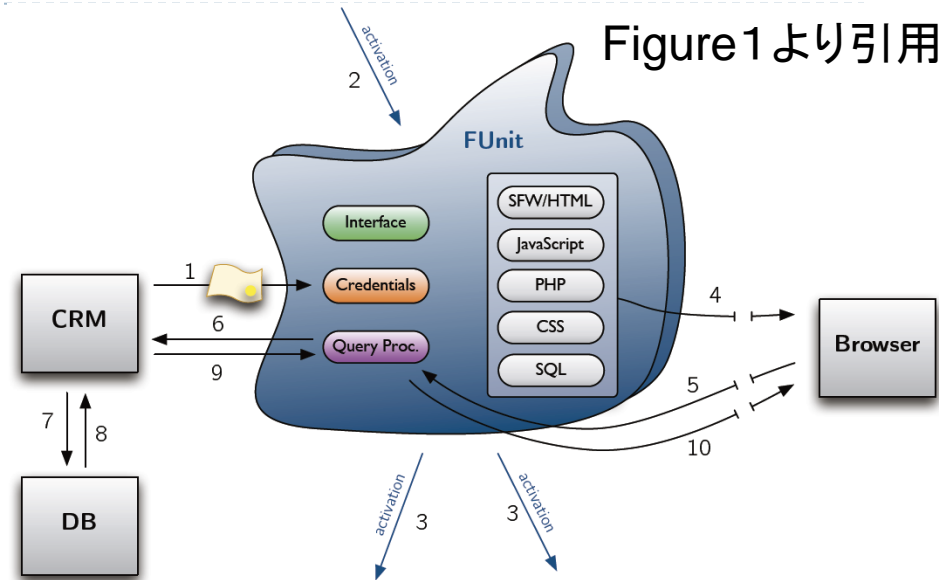 Figure1より引用
activation
2
FUnit
SFW/HTML
Interface
JavaScript
1
Credentials
PHP
4
CRM
6
CSS
Browser
Query Proc.
9
SQL
5
7
8
10
DB
activation
3
3
activation